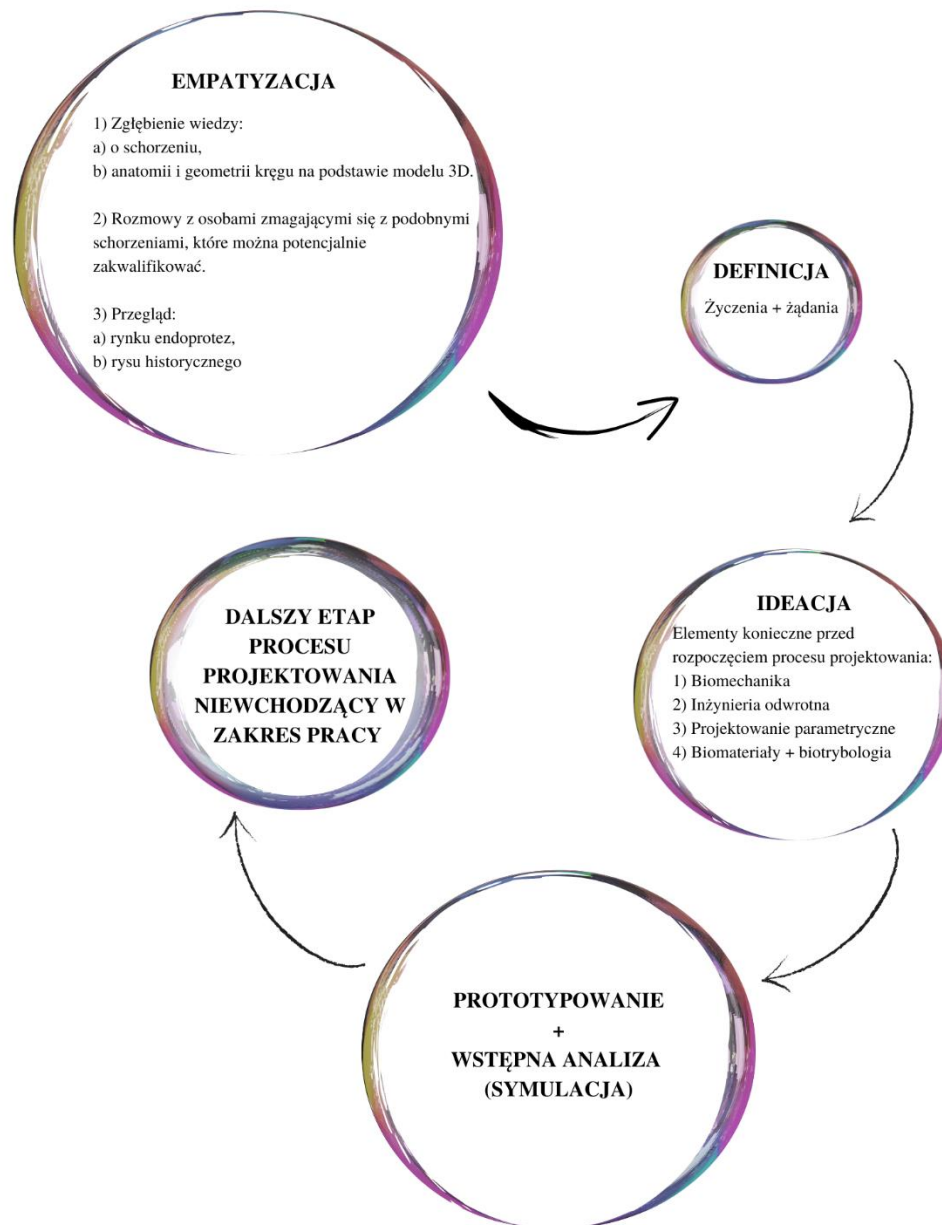 EMPATYZACJA
1) Zgłębienie wiedzy:
a) o schorzeniu,
b) anatomii i geometrii kręgu na podstawie modelu 3D.
2) Rozmowy z osobami zmagającymi się z podobnymi
schorzeniami, które można potencjalnie
zakwalifikować.
3) Przegląd:
a) rynku endoprotez,
b) rysu historycznego
DEFINICJA
Życzenia + żądania
IDEACJA
Elementy konieczne przed
rozpoczęciem procesu projektowania:
1) Biomechanika
2) Inżynieria odwrotna
3) Projektowanie parametryczne
4) Biomateriały + biotrybologia
PROTOTYPOWANIE
+
WSTĘPNA ANALIZA
(SYMULACJA)
DALSZY ETAP
PROCESU
PROJEKTOWANIA
NIEWCHODZĄCY W
ZAKRES PRACY